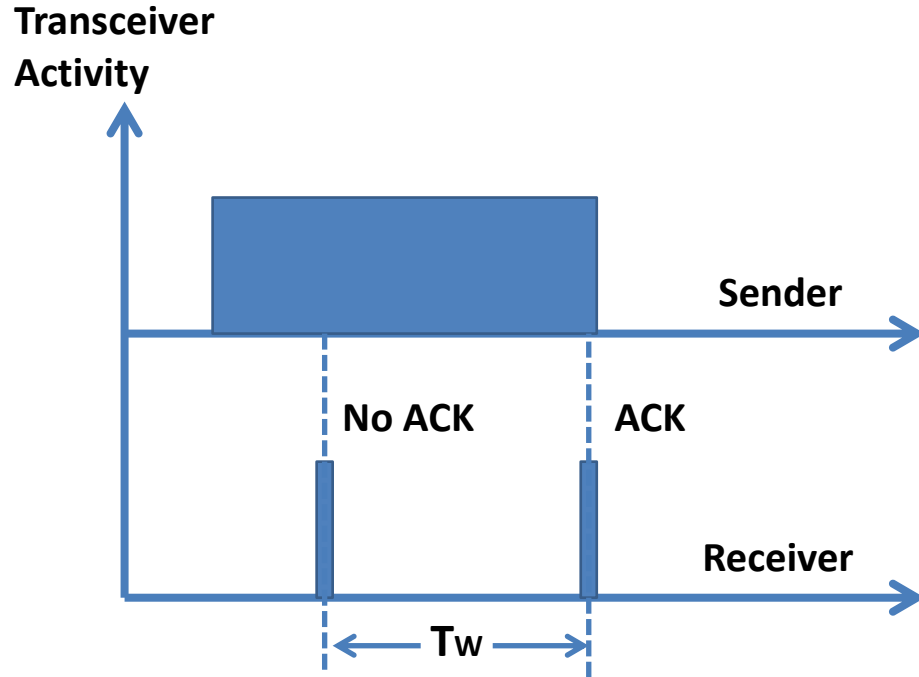 Transceiver
Activity
Sender
No ACK
ACK
Receiver
Tw